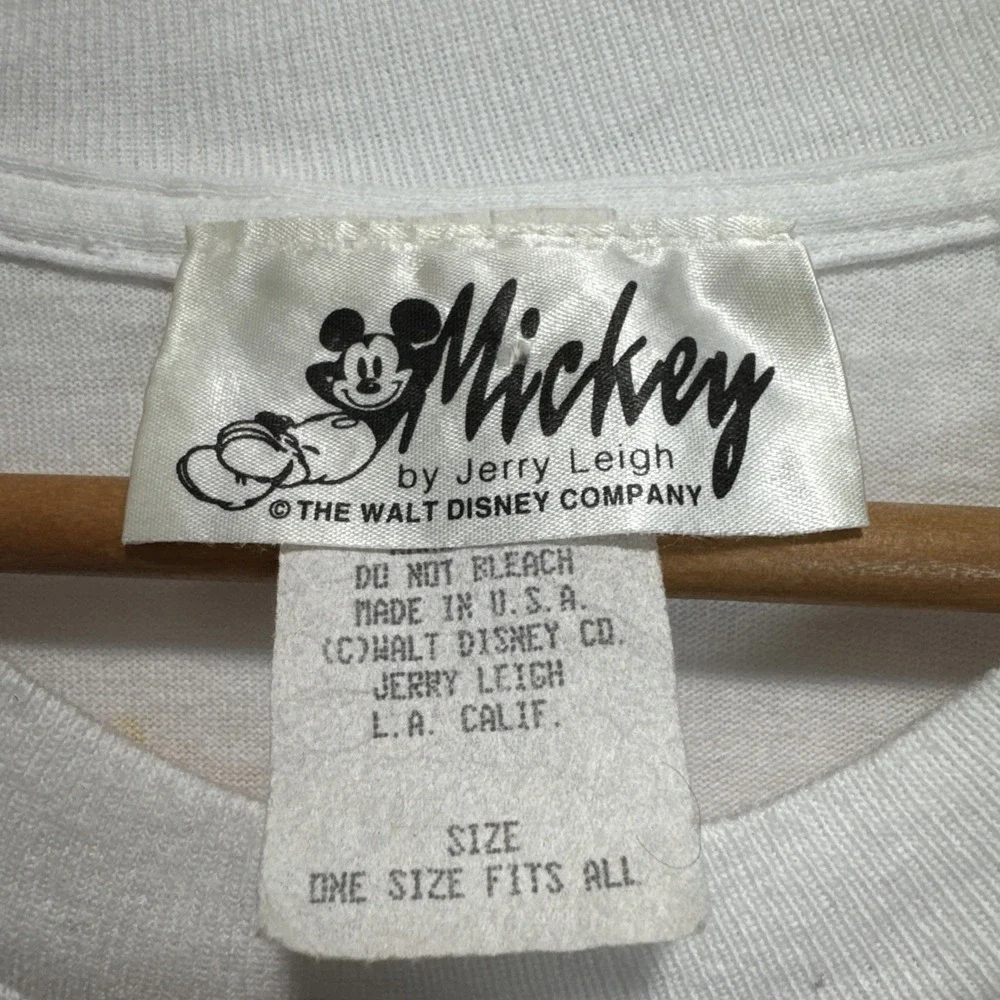 Mickey
by Jerry Leigh
© THE WALT DISNEY COMPANY
DO NOT BLEACH
MADE IN U.S.A.
(C)WALT DISNEY CO.
JERRY LEIGH
L.A. CALIF.
SIZE
ONE SIZE FITS ALL